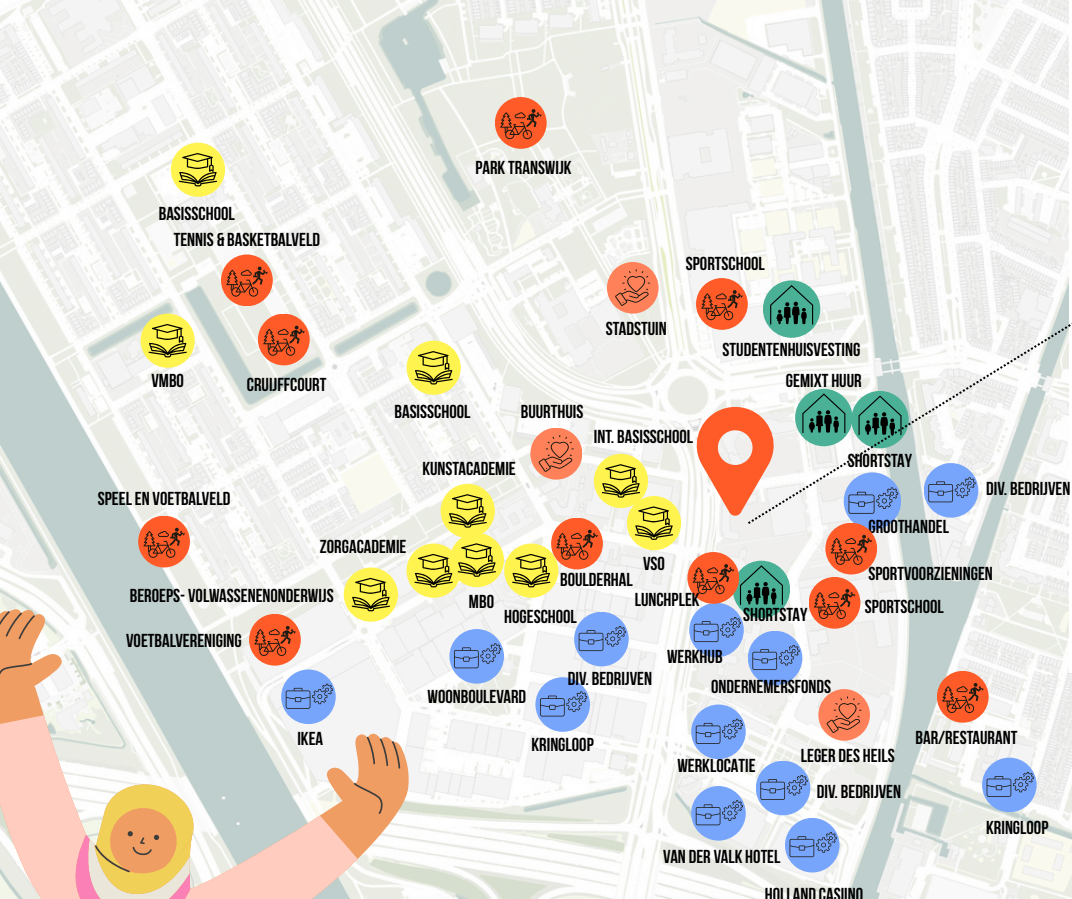 PARK TRANSWIJK
BASISSCHOOL
TENNIS & BASKETBALVELD
SPORTSCHOOL
STADSTUIN
STUDENTENHUISVESTING
VMBO
CRUIJFFCOURT
GEMIXT HUUR
BASISSCHOOL
BUURTHUIS
INT. BASISSCHOOL
SHORTSTAY
KUNSTACADEMIE
DIV. BEDRIJVEN
SPEEL EN VOETBALVELD
GROOTHANDEL
ZORGACADEMIE
VSO
SPORTVOORZIENINGEN
BOULDERHAL
BEROEPS- VOLWASSENENONDERWIJS
MBO
LUNCHPLEK
SPORTSCHOOL
HOGESCHOOL
SHORTSTAY
VOETBALVERENIGING
WERKHUB
DIV. BEDRIJVEN
ONDERNEMERSFONDS
WOONBOULEVARD
IKEA
KRINGLOOP
BAR/RESTAURANT
LEGER DES HEILS
WERKLOCATIE
DIV. BEDRIJVEN
KRINGLOOP
VAN DER VALK HOTEL
HOLLAND CASIINO